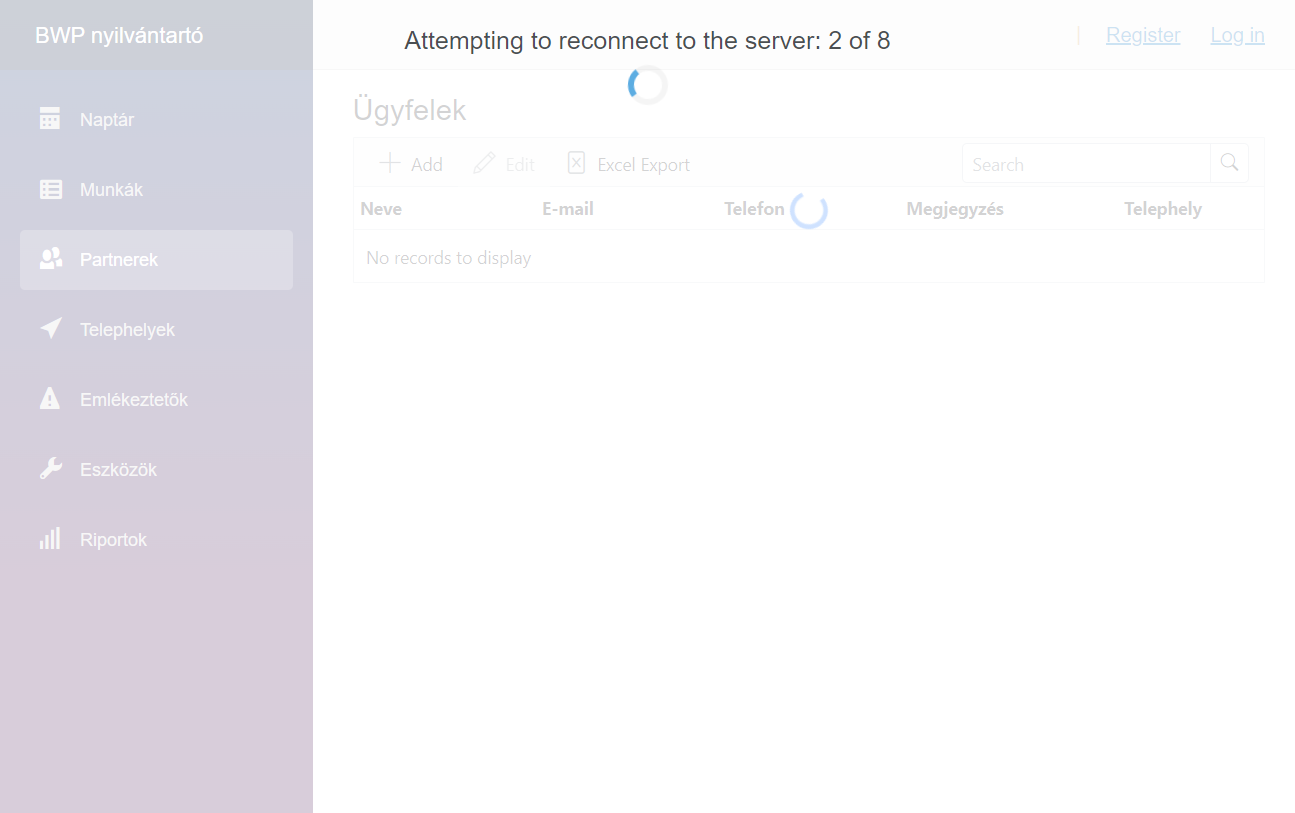 BWP nyilvántartó
Attempting to reconnect to the server: 2 of 8
Register Log in
Naptár
Munkák
Partnerek
Telephelyek
Emlékeztetők
Eszközök
Riportok
Ügyfelek
Add Edit Excel Export Search
Neve E-mail Telefon Megjegyzés Telephely
No records to display